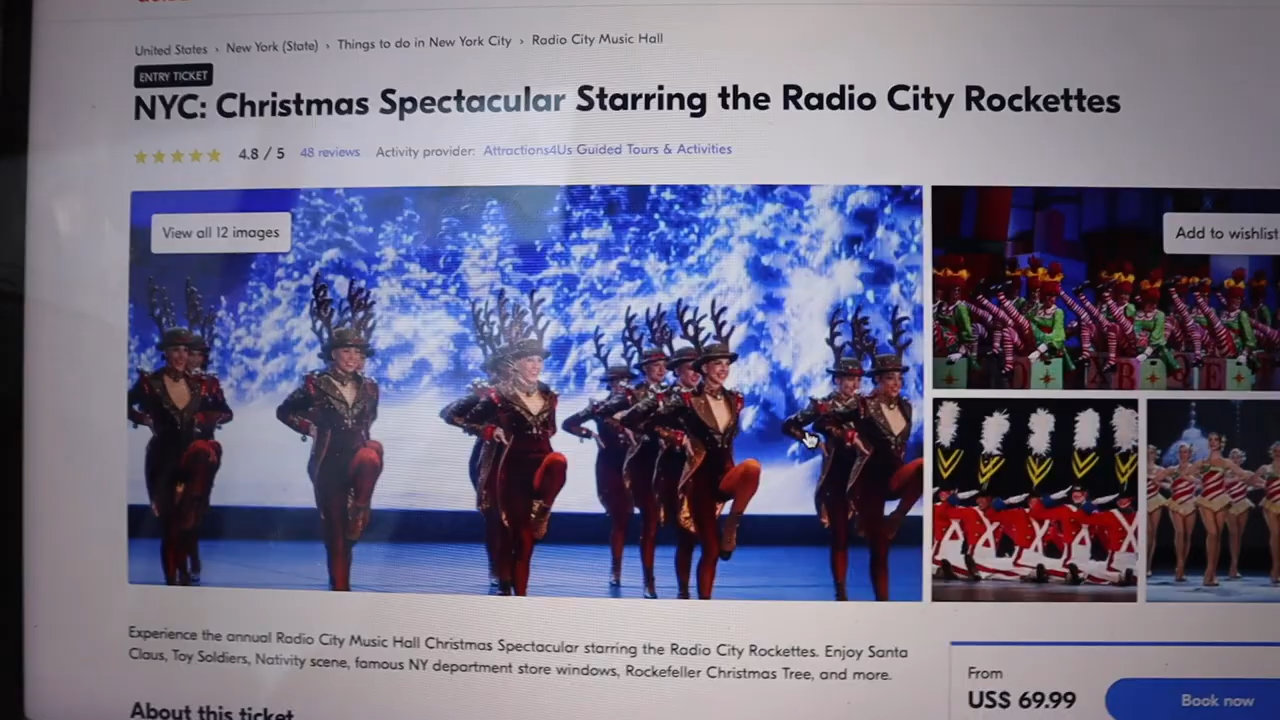 United States › New York (State) › Things to do in New York City › Radio City Music Hall
ENTRY TICKET
NYC: Christmas Spectacular Starring the Radio City Rockettes
4.8 / 5 48 reviews Activity provider: Attractions4Us Guided Tours & Activities
View all 12 images
Add to wishlist
Experience the annual Radio City Music Hall Christmas Spectacular starring the Radio City Rockettes. Enjoy Santa
Claus, Toy Soldiers, Nativity scene, famous NY department store windows, Rockefeller Christmas Tree, and more.
From
US$ 69.99
Book now
About this ticket